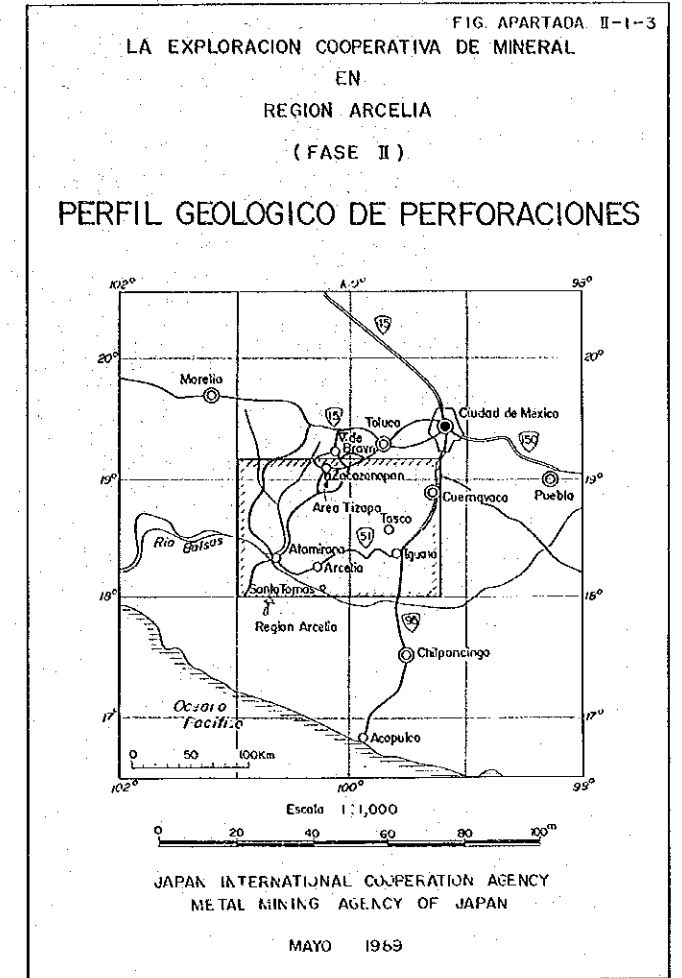 FIG. APARTADA II-1-3
LA EXPLORACION COOPERATIVA DE MINERAL
EN
REGION ARCELIA
(FASE II)
PERFIL GEOLOGICO DE PERFORACIONES
102°
15
20°
20°
Morelia
15
Toluca
Ciudad de México
V. de
Bravo
150
19°
19°
Zacazonapan
Cuernavaca
Puebla
Area Tizapa
Tasco
51
Rio Balsas
Altamirano
Iguala
Arcelia
Santo Tomas
18°
18°
Region Arcelia
95
Chilpancingo
Oceano
Pacifico
17°
17°
Acapulco
0 50 100Km
102°
100°
99°
Escala 1:1,000
0 20 40 60 80 100m
JAPAN INTERNATIONAL COOPERATION AGENCY
METAL MINING AGENCY OF JAPAN
MAYO 1989